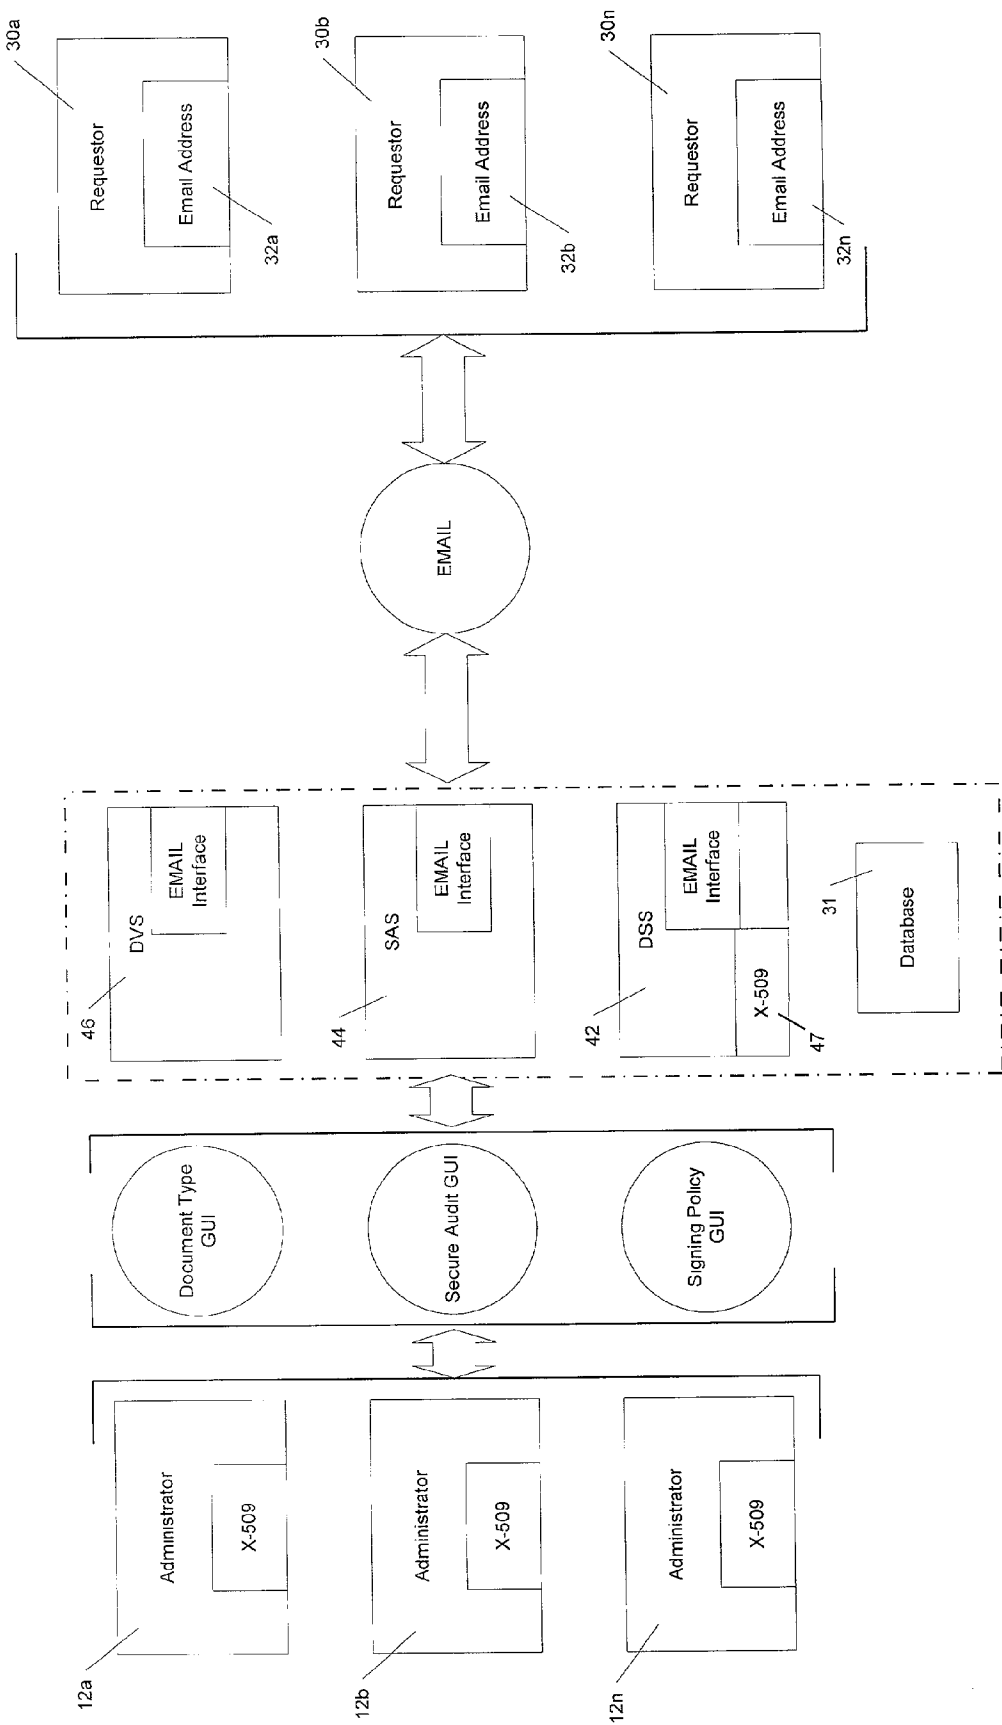 12a
Administrator
X-509
12b
Administrator
X-509
12n
Administrator
X-509
Document Type
GUI
Secure Audit GUI
Signing Policy
GUI
46
DVS
EMAIL
Interface
44
SAS
EMAIL
Interface
42
DSS
EMAIL
Interface
X-509
47
31
Database
EMAIL
30a
Requestor
Email Address
32a
30b
Requestor
Email Address
32b
30n
Requestor
Email Address
32n